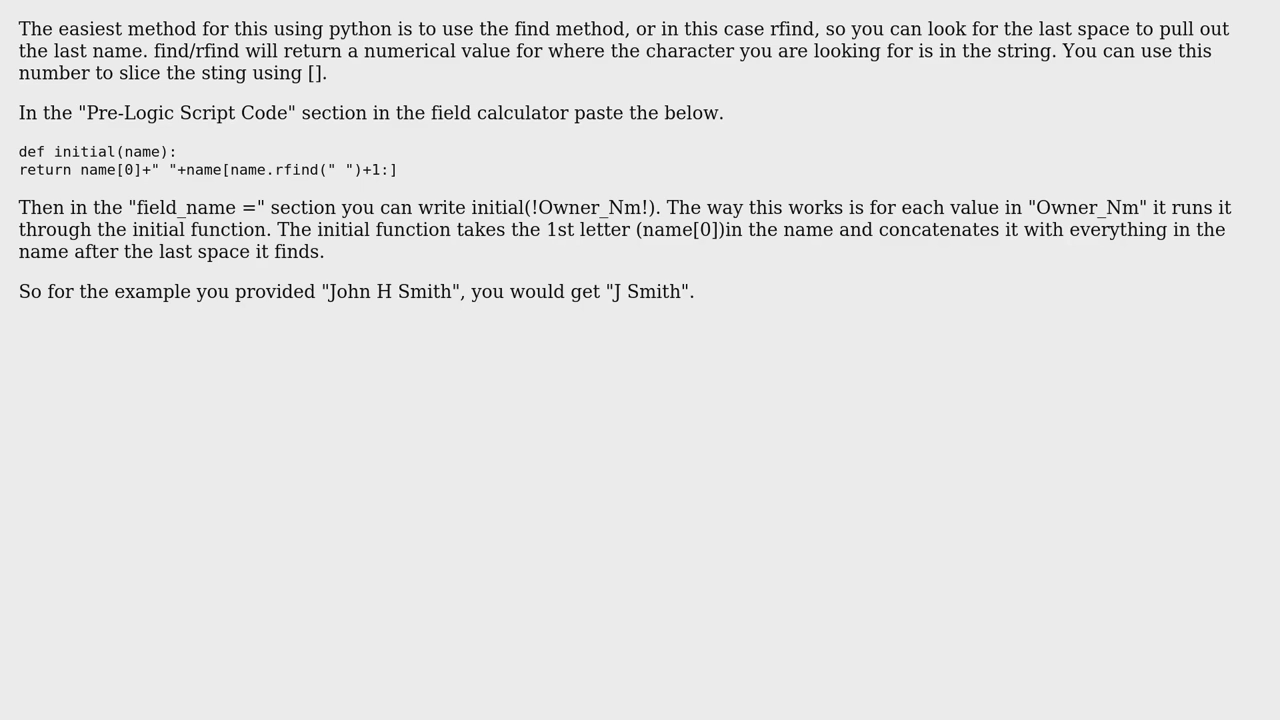 The easiest method for this using python is to use the find method, or in this case rfind, so you can look for the last space to pull out
the last name. find/rfind will return a numerical value for where the character you are looking for is in the string. You can use this
number to slice the sting using [].
In the "Pre-Logic Script Code" section in the field calculator paste the below.
def initial(name):
return name[0]+" "+name[name.rfind(" ")+1:]
Then in the "field_name =" section you can write initial(!Owner_Nm!). The way this works is for each value in "Owner_Nm" it runs it
through the initial function. The initial function takes the 1st letter (name[0])in the name and concatenates it with everything in the
name after the last space it finds.
So for the example you provided "John H Smith", you would get "J Smith".